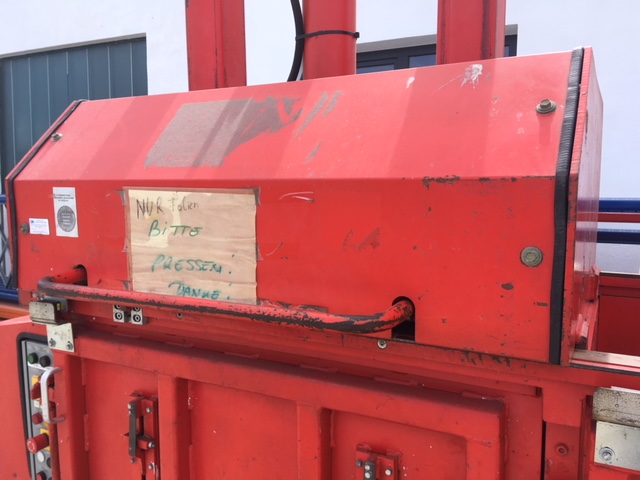 NUR Folien
BITTE
PRESSEN!
DANKE!